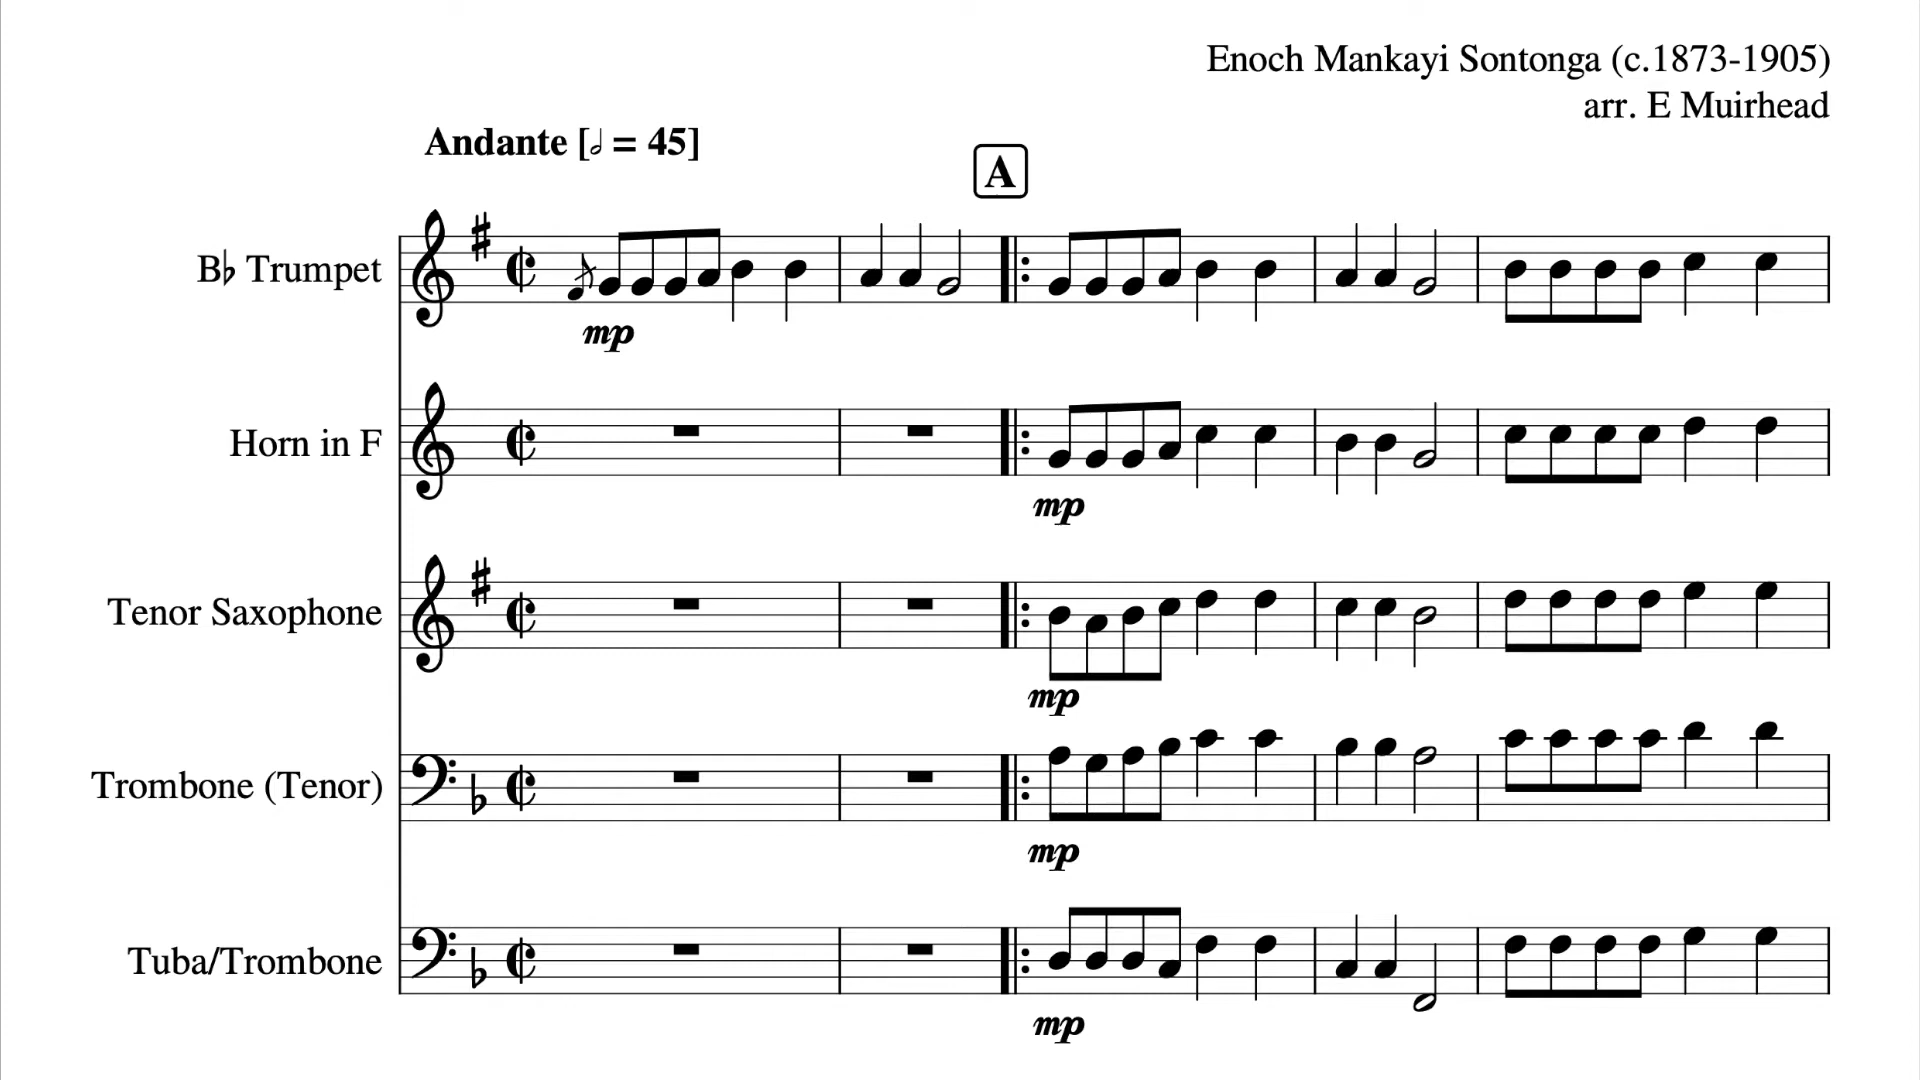 Enoch Mankayi Sontonga (c.1873-1905)
arr. E Muirhead
Andante [𝅗𝅥 = 45]
A
B♭ Trumpet
mp
Horn in F
mp
Tenor Saxophone
mp
Trombone (Tenor)
mp
Tuba/Trombone
mp